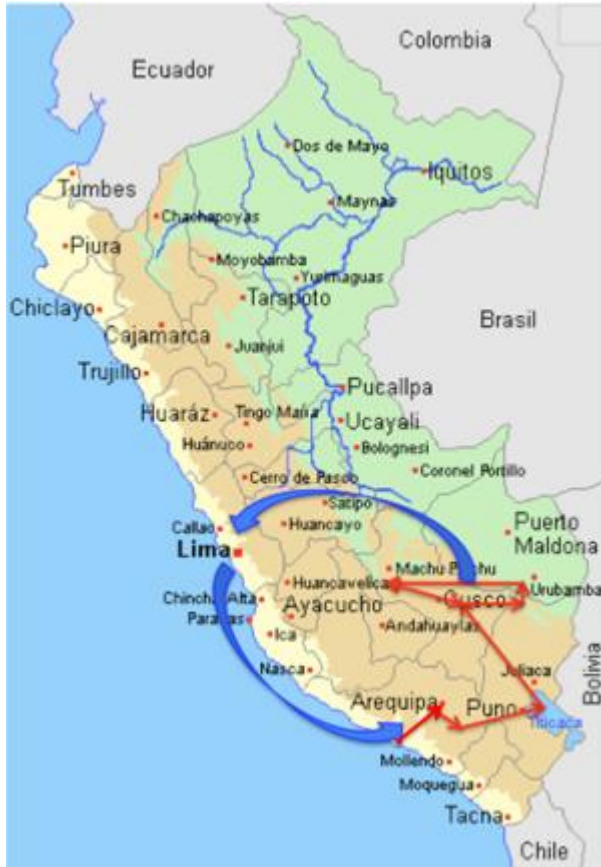 Colombia
Ecuador
Dos de Mayo
Iquitos
Tumbes
Maynas
Chachapoyas
Piura
Moyobamba
Yurimaguas
Tarapoto
Chiclayo
Brasil
Cajamarca
Juanjui
Trujillo
Pucallpa
Huaráz
Tingo Maria
Ucayali
Huánuco
Bolognesi
Cerro de Pasco
Coronel Portillo
Satipo
Callao
Huancayo
Puerto
Maldona
Lima
Machu
Huancavelica
Urubamba
Chincha Alta
Cusco
Ayacucho
Paracas
Andahuaylas
Ica
Nasca
Juliaca
Bolivia
Arequipa
Puno
Titicaca
Mollendo
Moquegua
Tacna
Chile